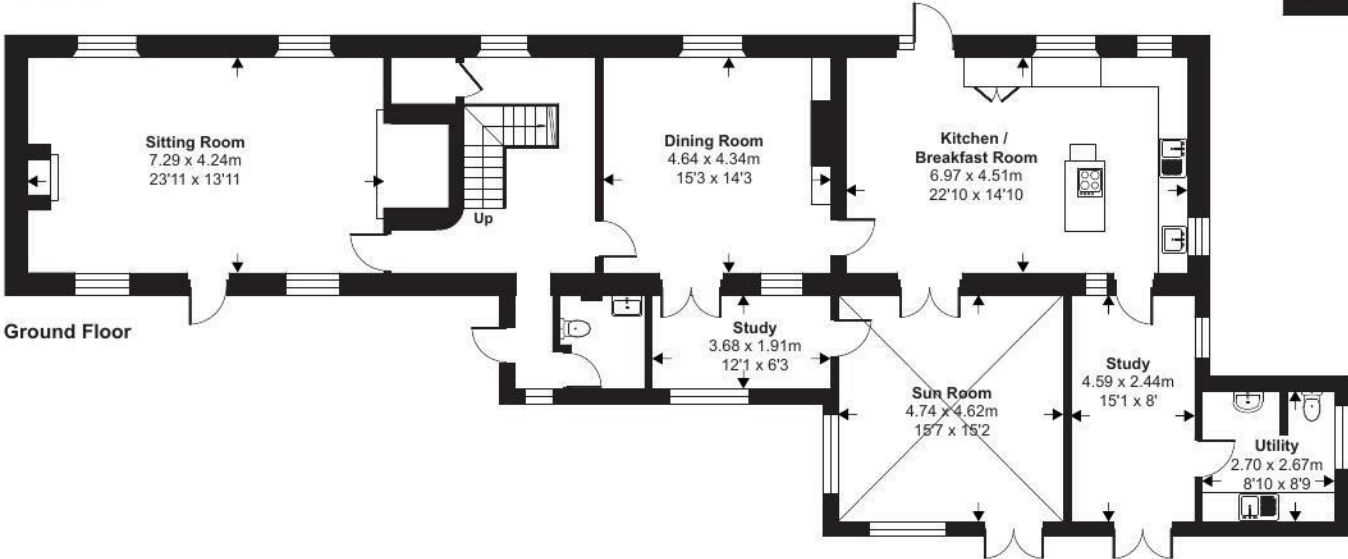 Sitting Room
7.29 x 4.24m
23'11 x 13'11
Up
Dining Room
4.64 x 4.34m
15'3 x 14'3
Kitchen /
Breakfast Room
6.97 x 4.51m
22'10 x 14'10
Ground Floor
Study
3.68 x 1.91m
12'1 x 6'3
Sun Room
4.74 x 4.62m
15'7 x 15'2
Study
4.59 x 2.44m
15'1 x 8'
Utility
2.70 x 2.67m
8'10 x 8'9